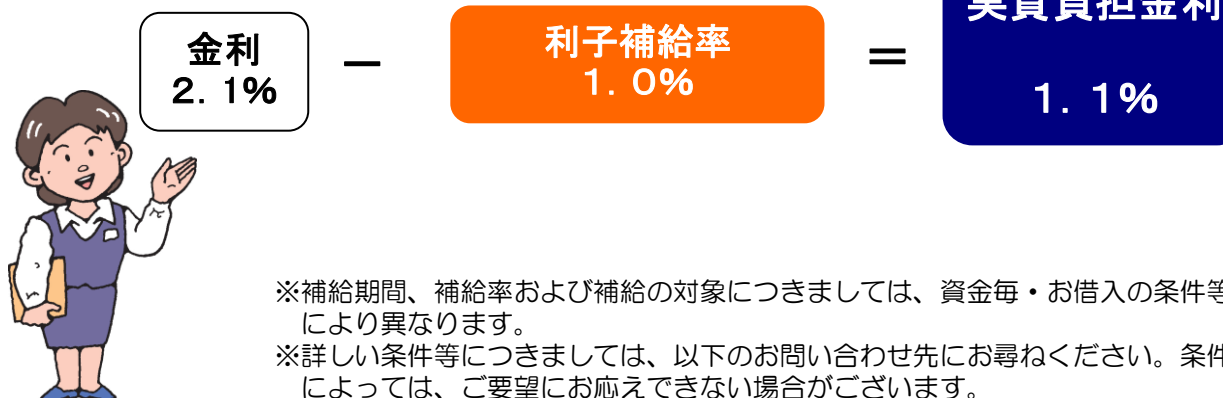 金利
2.1%
－
利子補給率
1.0%
＝
実質負担金利
1.1%
※補給期間、補給率および補給の対象につきましては、資金毎・お借入の条件等
により異なります。
※詳しい条件等につきましては、以下のお問い合わせ先にお尋ねください。条件
によっては、ご要望にお応えできない場合がございます。